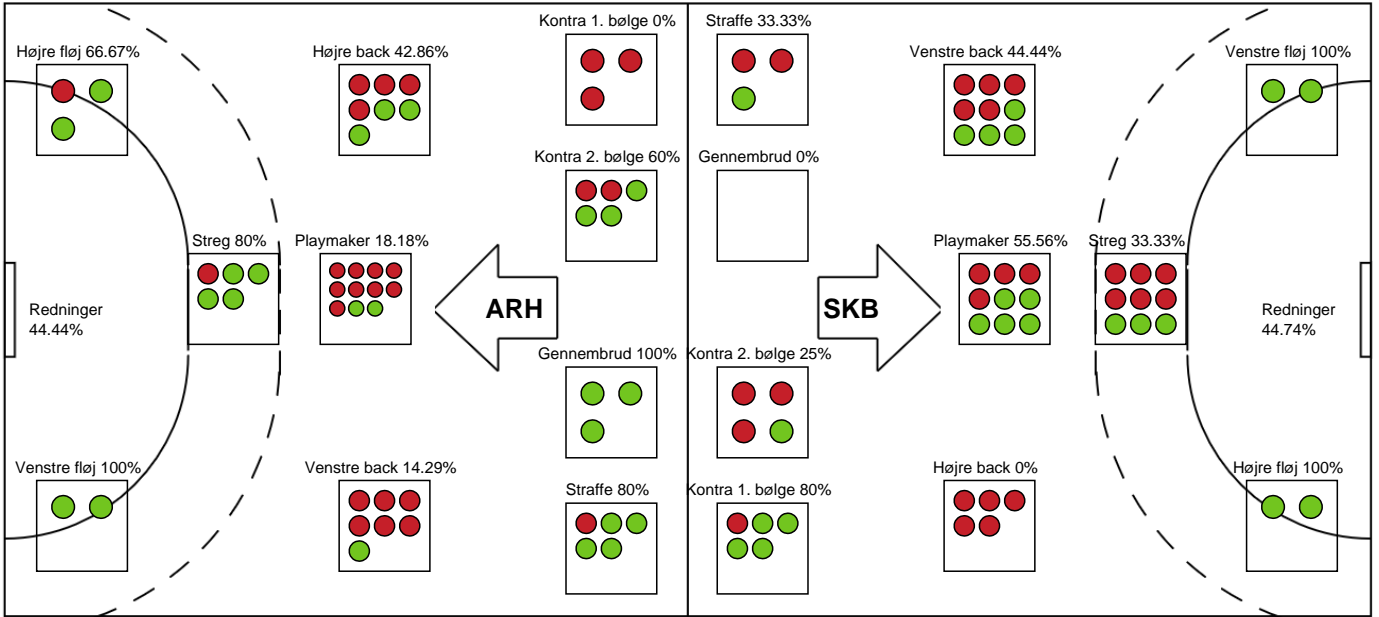 Kontra 1. bølge 0%
Straffe 33.33%
Højre fløj 66.67%
Højre back 42.86%
Venstre back 44.44%
Venstre fløj 100%
Kontra 2. bølge 60%
Gennembrud 0%
Streg 80%
Playmaker 18.18%
Playmaker 55.56%
Streg 33.33%
Redninger
44.44%
ARH
SKB
Redninger
44.74%
Gennembrud 100%
Kontra 2. bølge 25%
Venstre fløj 100%
Venstre back 14.29%
Straffe 80%
Kontra 1. bølge 80%
Højre back 0%
Højre fløj 100%